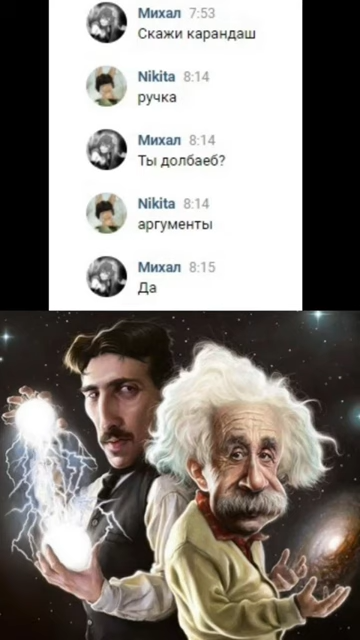 Михал 7:53
Скажи карандаш
Nikita 8:14
ручка
Михал 8:14
Ты долбаеб?
Nikita 8:14
аргументы
Михал 8:15
Да